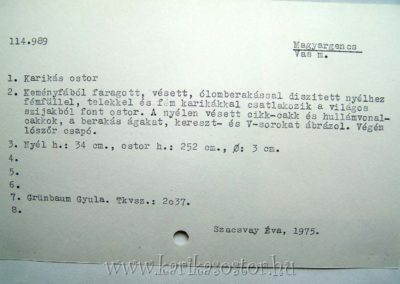 114.989
Magyargencs
Vas m.
1. Karikás ostor
2. Keményfából faragott, vésett, ólomberakással diszitett nyélhez
fémfüllel, telekkel és fém karikákkal csatlakozik a világos
szijakból font ostor. A nyélen vésett cikk-cakk és hullámvonal-
cakkok, a berakás ágakat, kereszt- és V-sorokat ábrázol. Végén
lószőr csapó.
3. Nyél h.: 34 cm., ostor h.: 252 cm., Ø: 3 cm.
4.
5.
6.
7. Grünbaum Gyula. Tkvsz.: 2o37.
8.
Szacsvay Éva, 1975.
www.karikasostor.hu